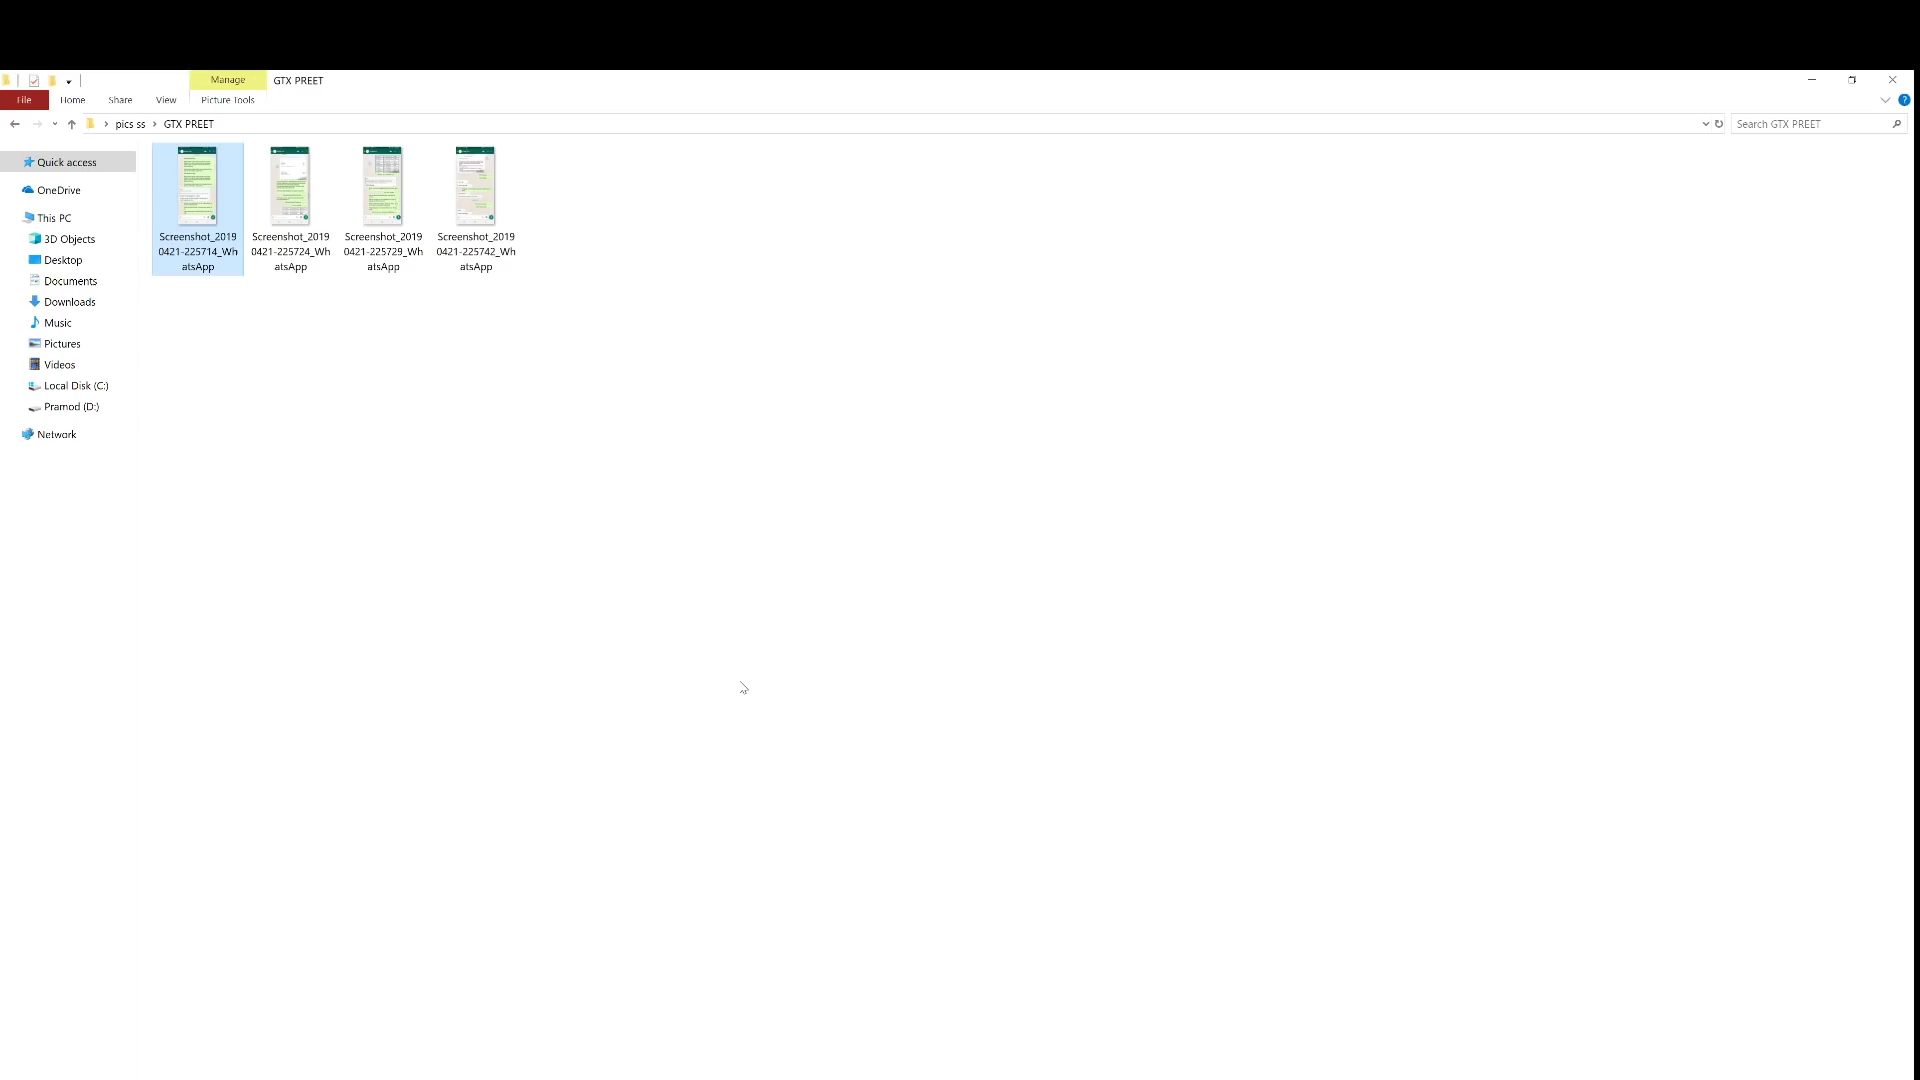 Manage
GTX PREET
File
Home
Share
View
Picture Tools
pics ss
GTX PREET
Search GTX PREET
Quick access
OneDrive
This PC
3D Objects
Desktop
Documents
Downloads
Music
Pictures
Videos
Local Disk (C:)
Pramod (D:)
Network
Screenshot_2019
0421-225714_Wh
atsApp
Screenshot_2019
0421-225724_Wh
atsApp
Screenshot_2019
0421-225729_Wh
atsApp
Screenshot_2019
0421-225742_Wh
atsApp